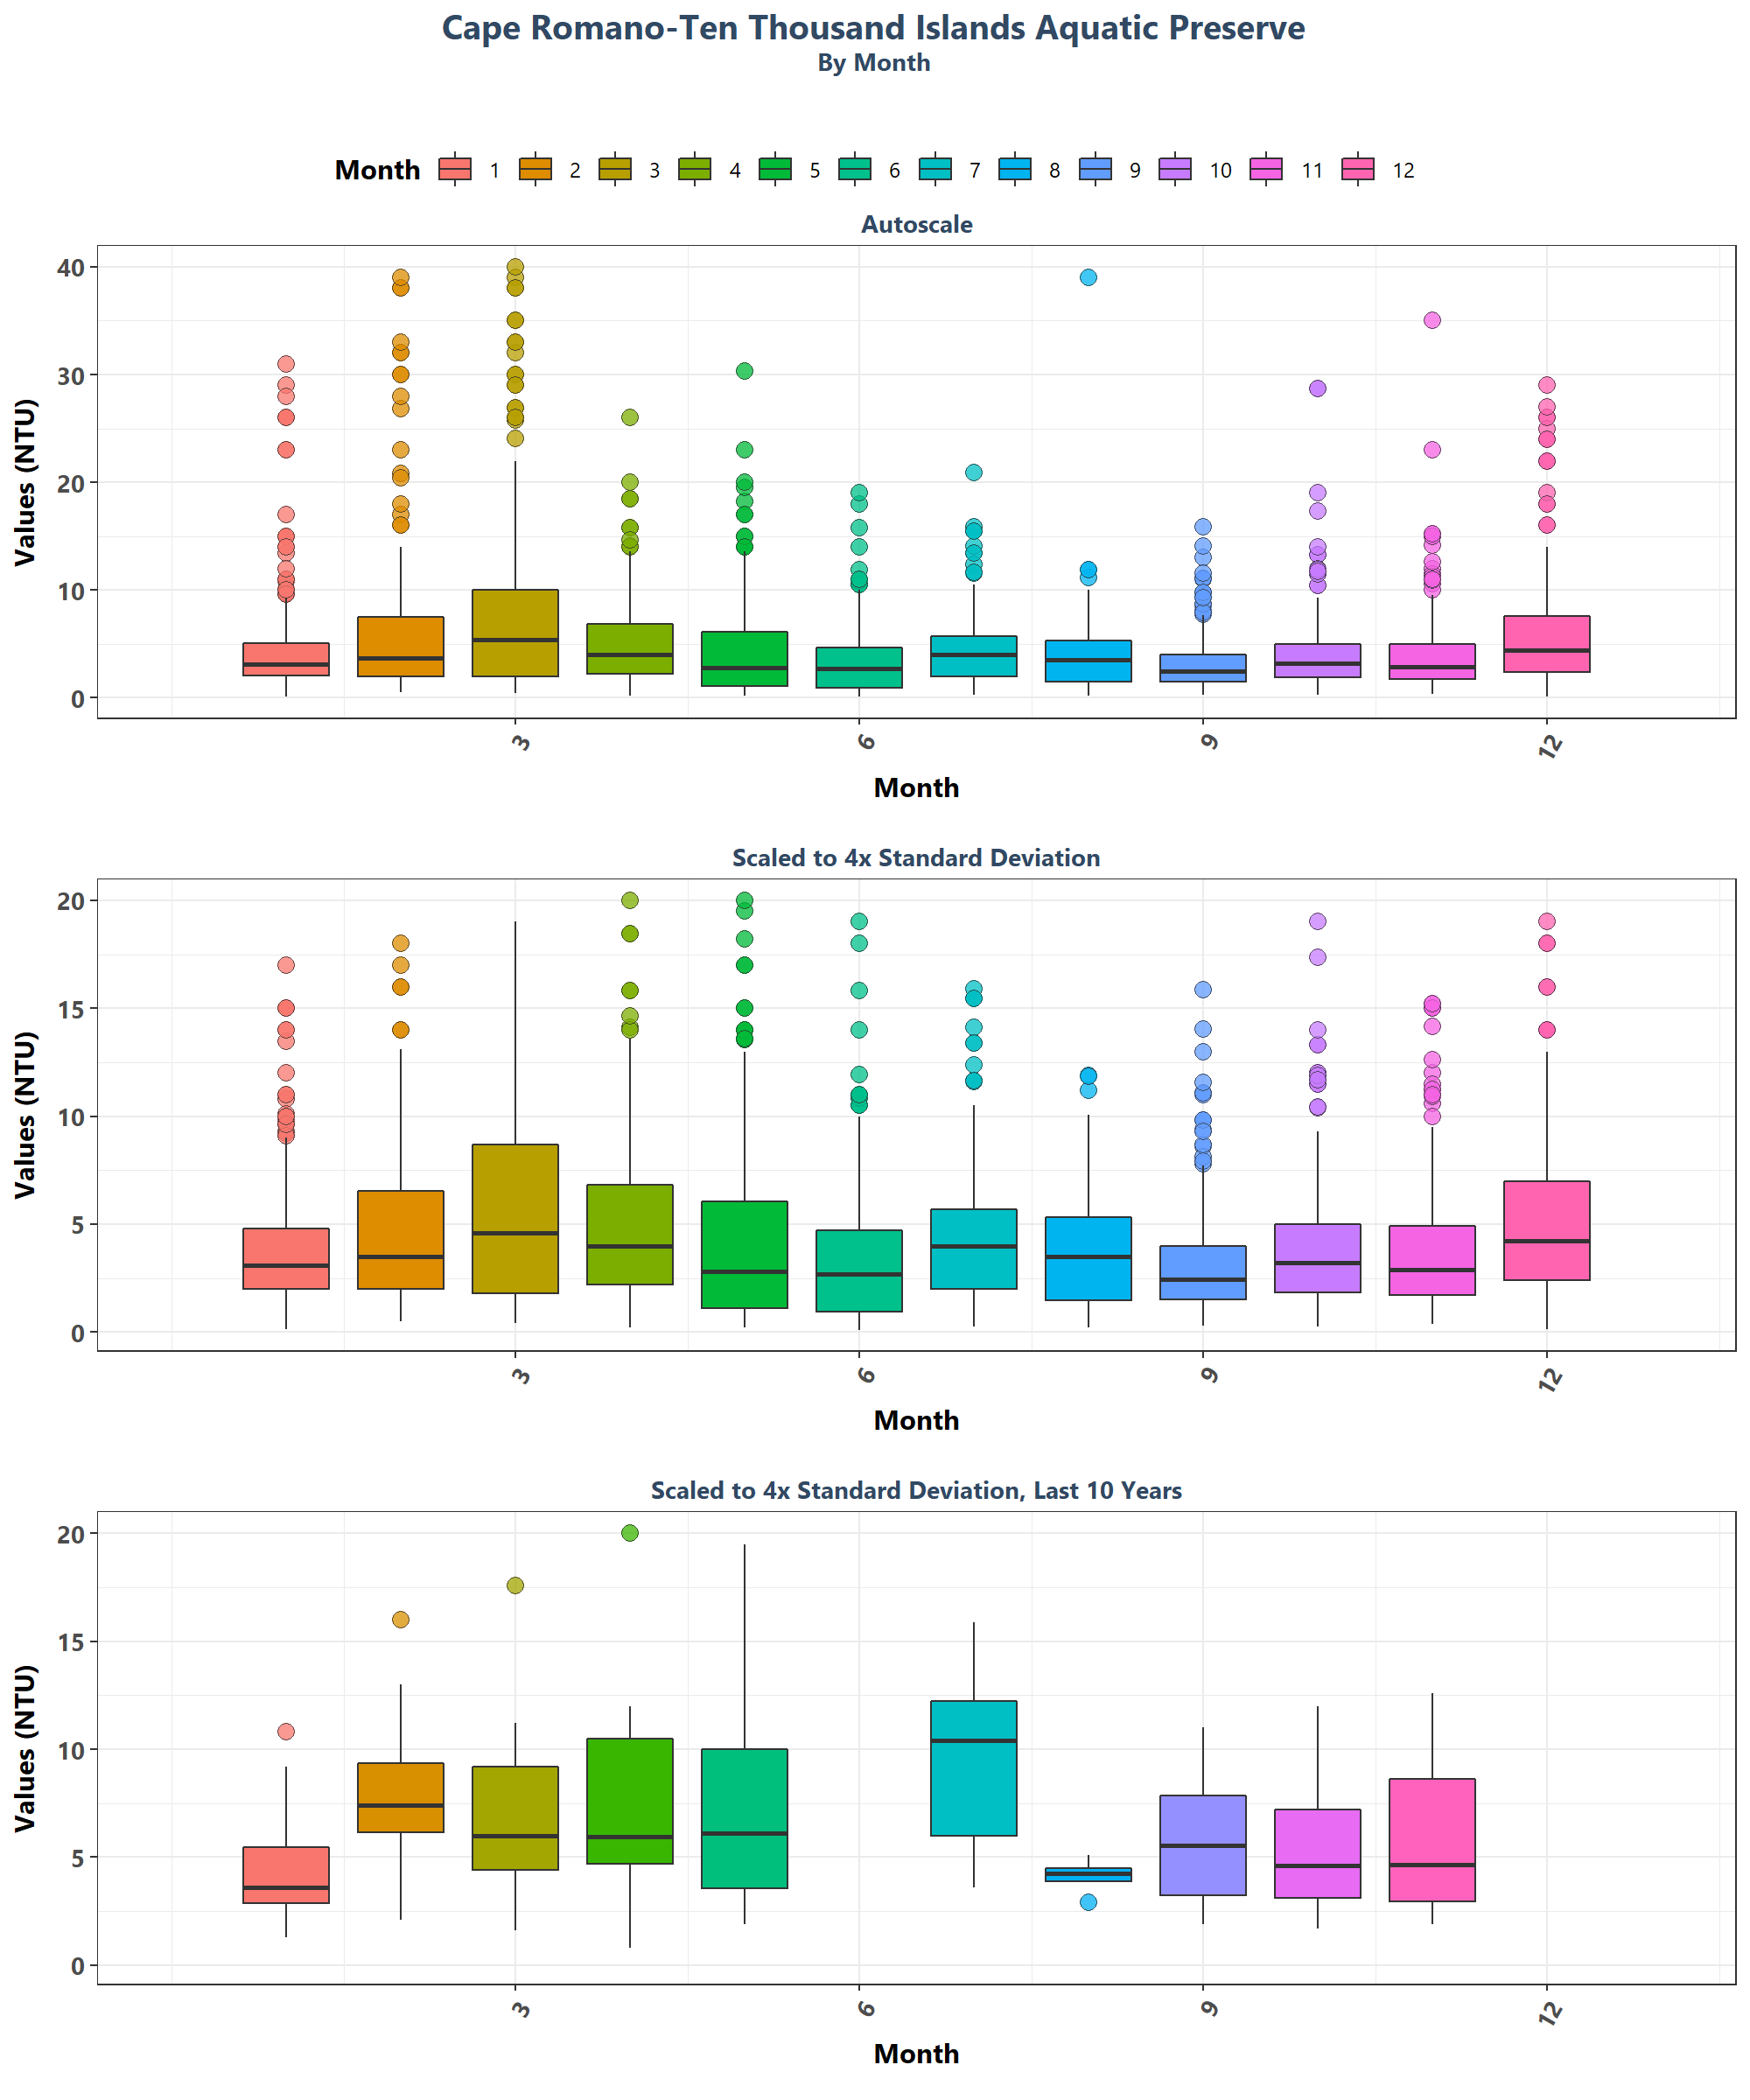 Cape Romano-Ten Thousand Islands Aquatic Preserve
By Month
Month 1 2 3 4 5 6 7 8 9 10 11 12
Autoscale
Values (NTU)
40
30
20
10
0
3 6 9 12
Month
Scaled to 4x Standard Deviation
Values (NTU)
20
15
10
5
0
3 6 9 12
Month
Scaled to 4x Standard Deviation, Last 10 Years
Values (NTU)
20
15
10
5
0
3 6 9 12
Month